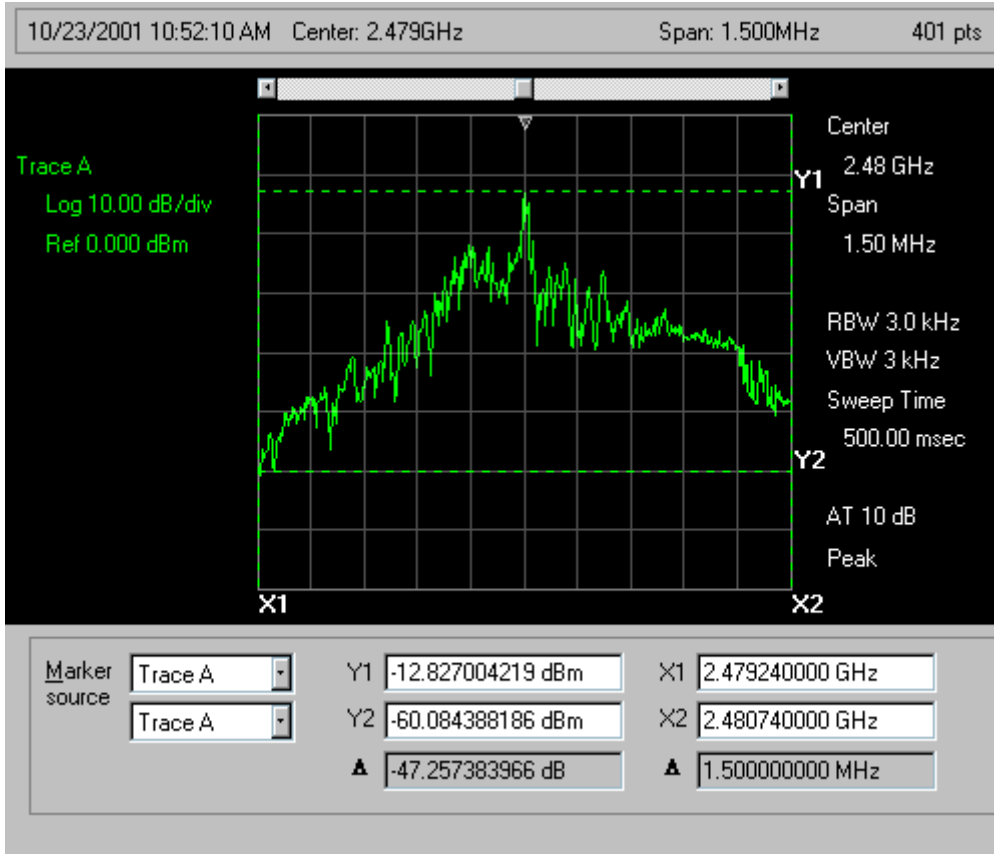 10/23/2001 10:52:10 AM Center: 2.479GHz Span: 1.500MHz 401 pts
Trace A
Log 10.00 dB/div
Ref 0.000 dBm
Y1
Y2
X1
X2
Center
2.48 GHz
Span
1.50 MHz
RBW 3.0 kHz
VBW 3 kHz
Sweep Time
500.00 msec
AT 10 dB
Peak
Marker source
Trace A
Trace A
Y1 -12.827004219 dBm
Y2 -60.084388186 dBm
Δ -47.257383966 dB
X1 2.479240000 GHz
X2 2.480740000 GHz
Δ 1.500000000 MHz